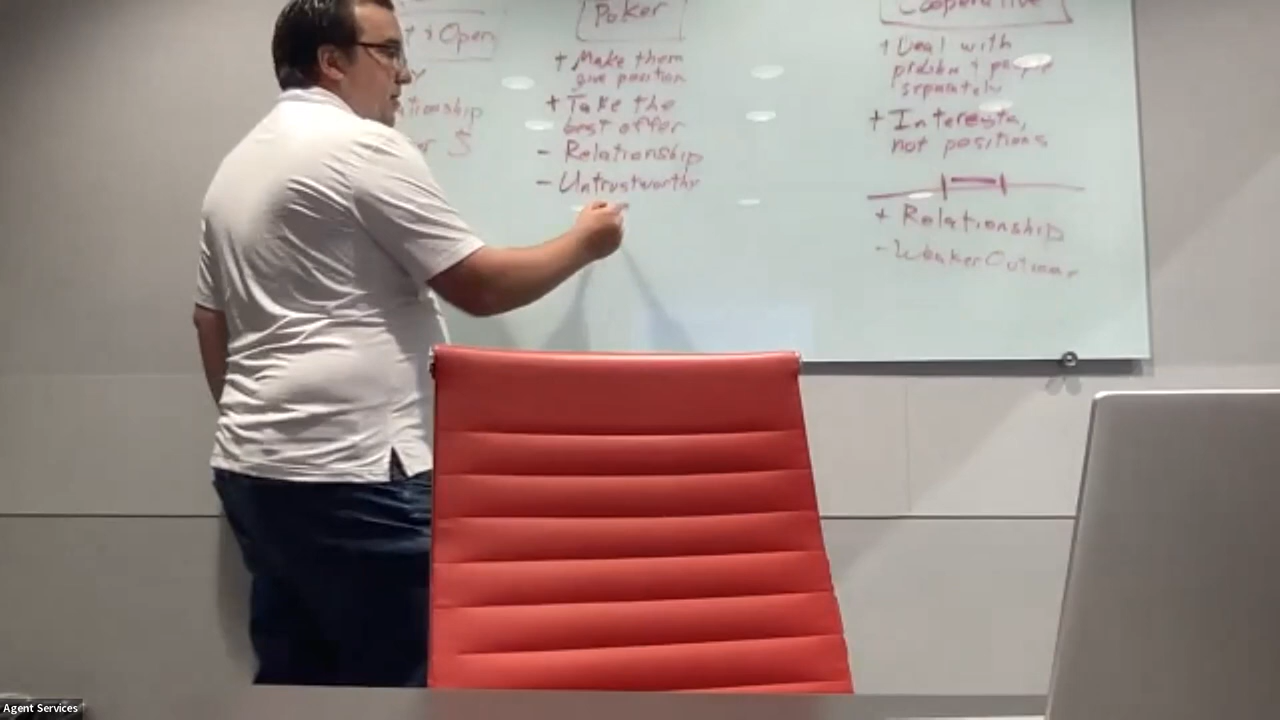 + Open
Poker
+ Make them
give position
+ Take the
best offer
- Relationship
- Untrustworthy
Cooperative
+ Deal with
people
separately
+ Interests,
not positions
+ Relationship
- Weaker Outcome
Agent Services